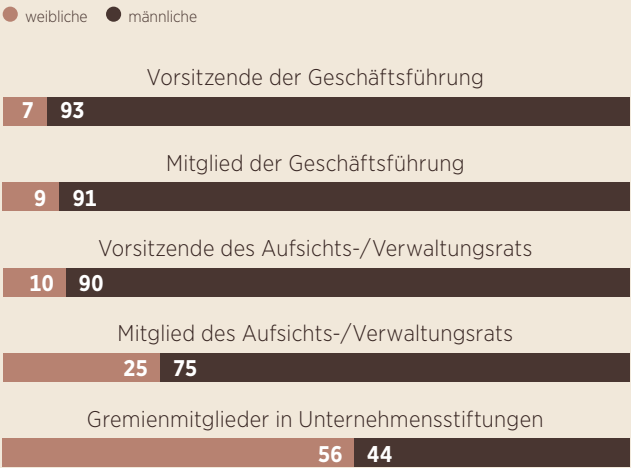 weibliche männliche
Vorsitzende der Geschäftsführung
7 93
Mitglied der Geschäftsführung
9 91
Vorsitzende des Aufsichts-/Verwaltungsrats
10 90
Mitglied des Aufsichts-/Verwaltungsrats
25 75
Gremienmitglieder in Unternehmensstiftungen
56 44